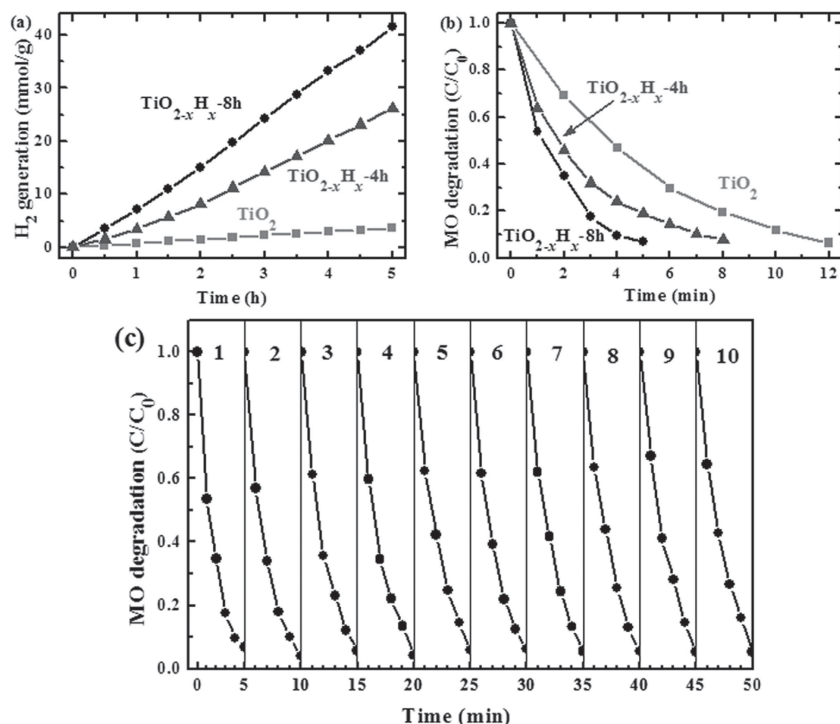 (a)
H₂ generation (mmol/g)
40
30
20
10
0
TiO₂₋ₓHₓ-8h
TiO₂₋ₓHₓ-4h
TiO₂
0 1 2 3 4 5
Time (h)
(b)
MO degradation (C/C₀)
1.0
0.8
0.6
0.4
0.2
0.0
TiO₂₋ₓHₓ-4h
TiO₂
TiO₂₋ₓHₓ-8h
0 2 4 6 8 10 12
Time (min)
(c)
MO degradation (C/C₀)
1.0
0.8
0.6
0.4
0.2
0.0
1 2 3 4 5 6 7 8 9 10
0 5 10 15 20 25 30 35 40 45 50
Time (min)